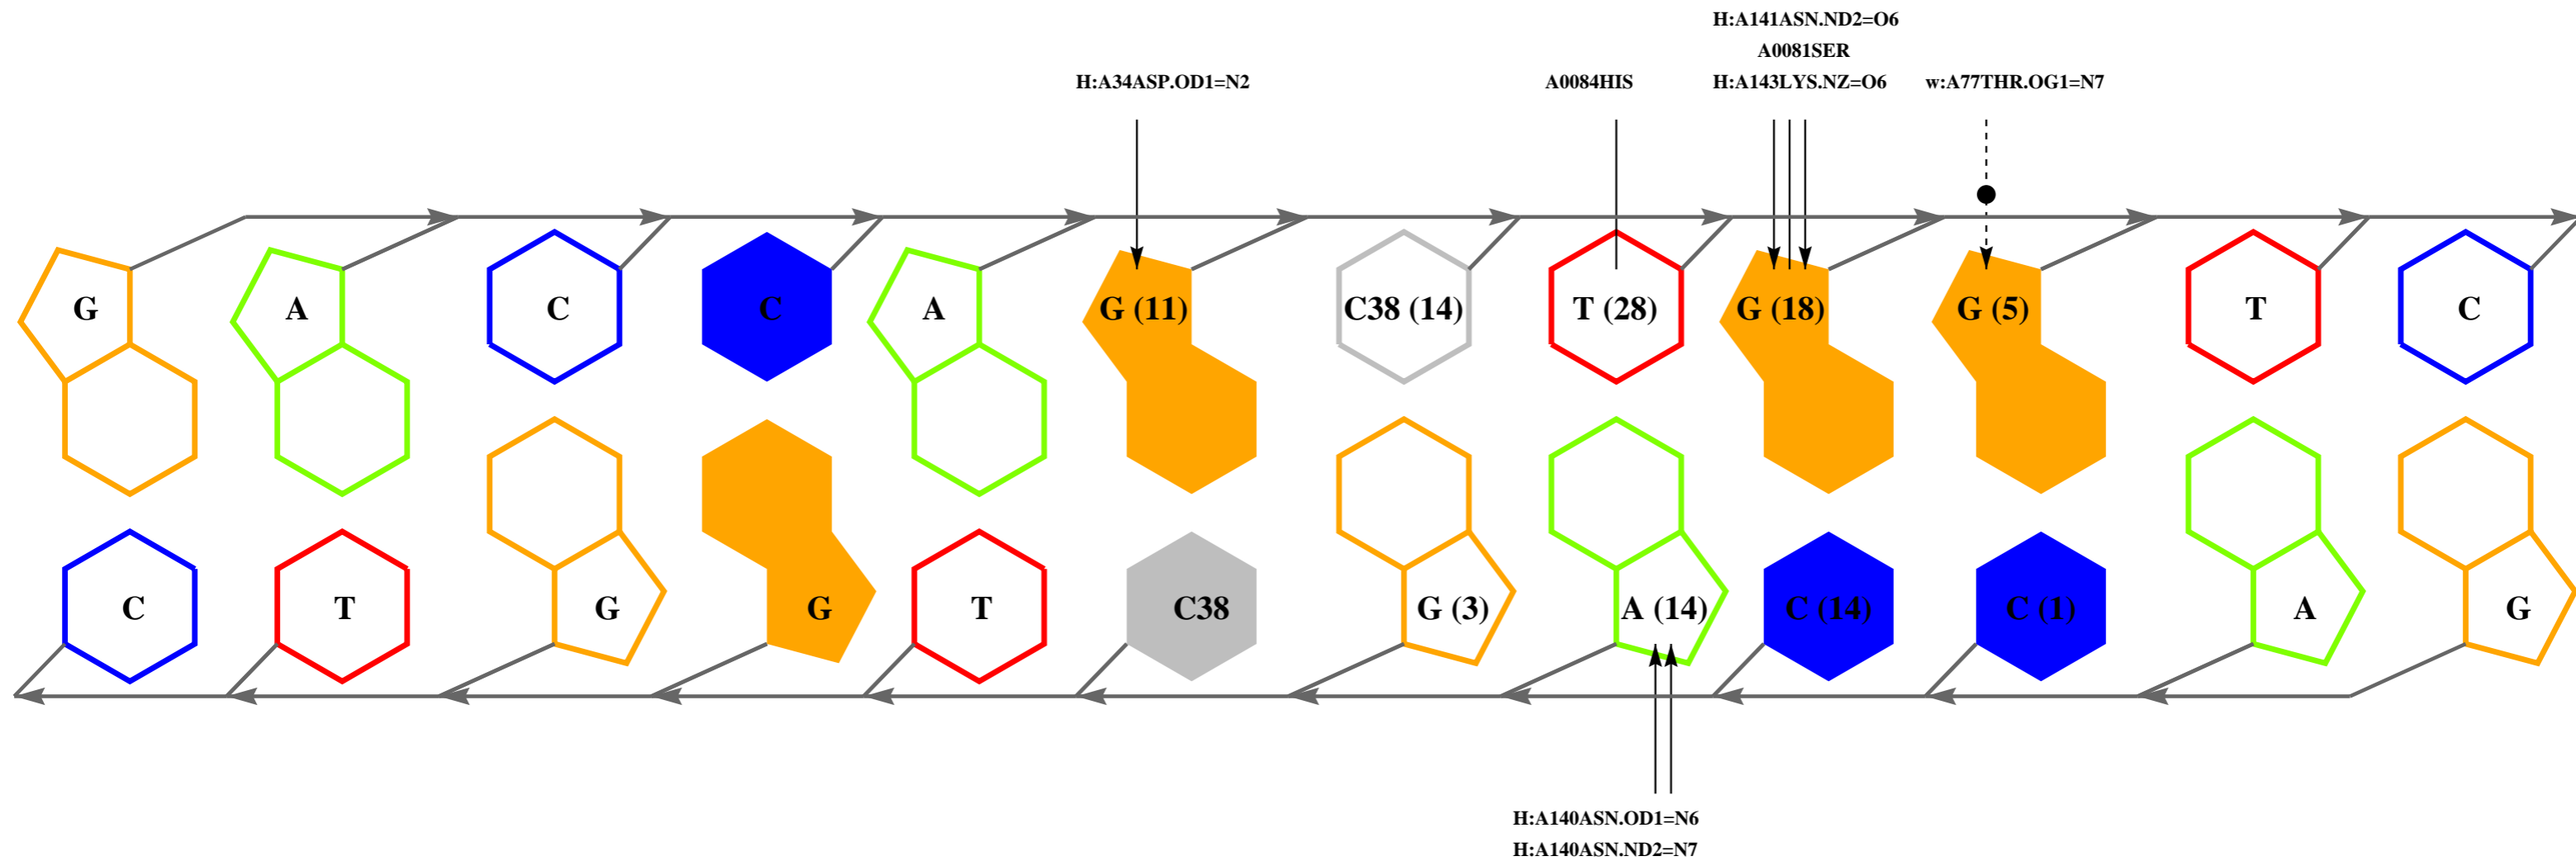 H:A141ASN.ND2=O6
A0081SER
H:A34ASP.OD1=N2 A0084HIS H:A143LYS.NZ=O6 w:A77THR.OG1=N7
G A C C A G (11) C38 (14) T (28) G (18) G (5) T C
C T G G T C38 G (3) A (14) C (14) C (1) A G
H:A140ASN.OD1=N6
H:A140ASN.ND2=N7